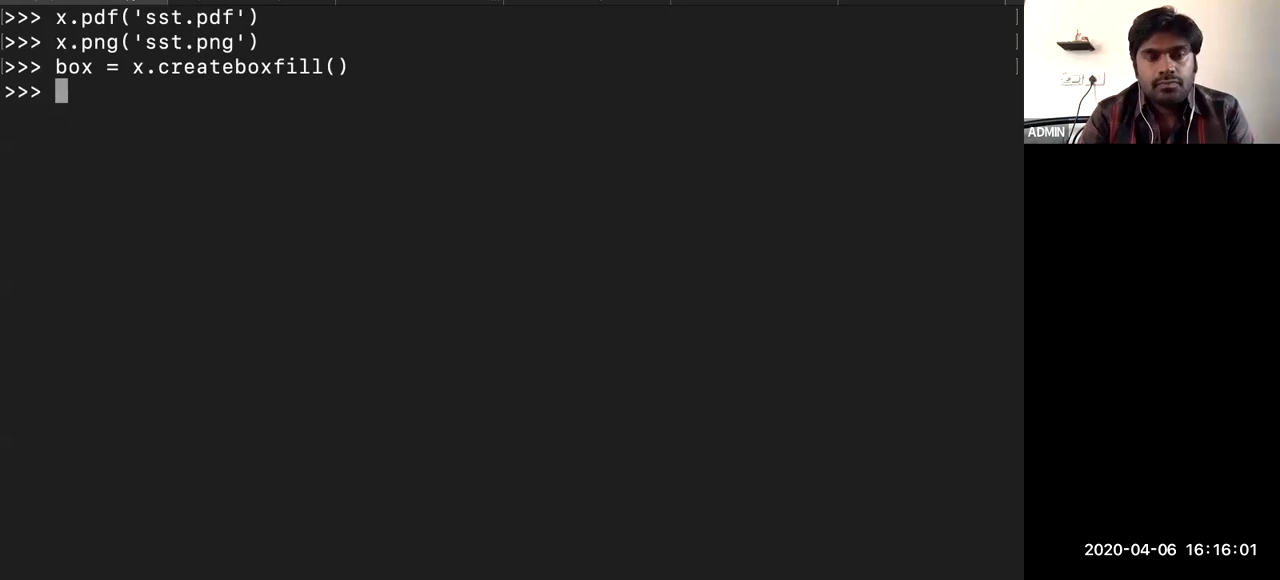 >>> x.pdf('sst.pdf')
>>> x.png('sst.png')
>>> box = x.createboxfill()
>>>
ADMIN
2020-04-06 16:16:01